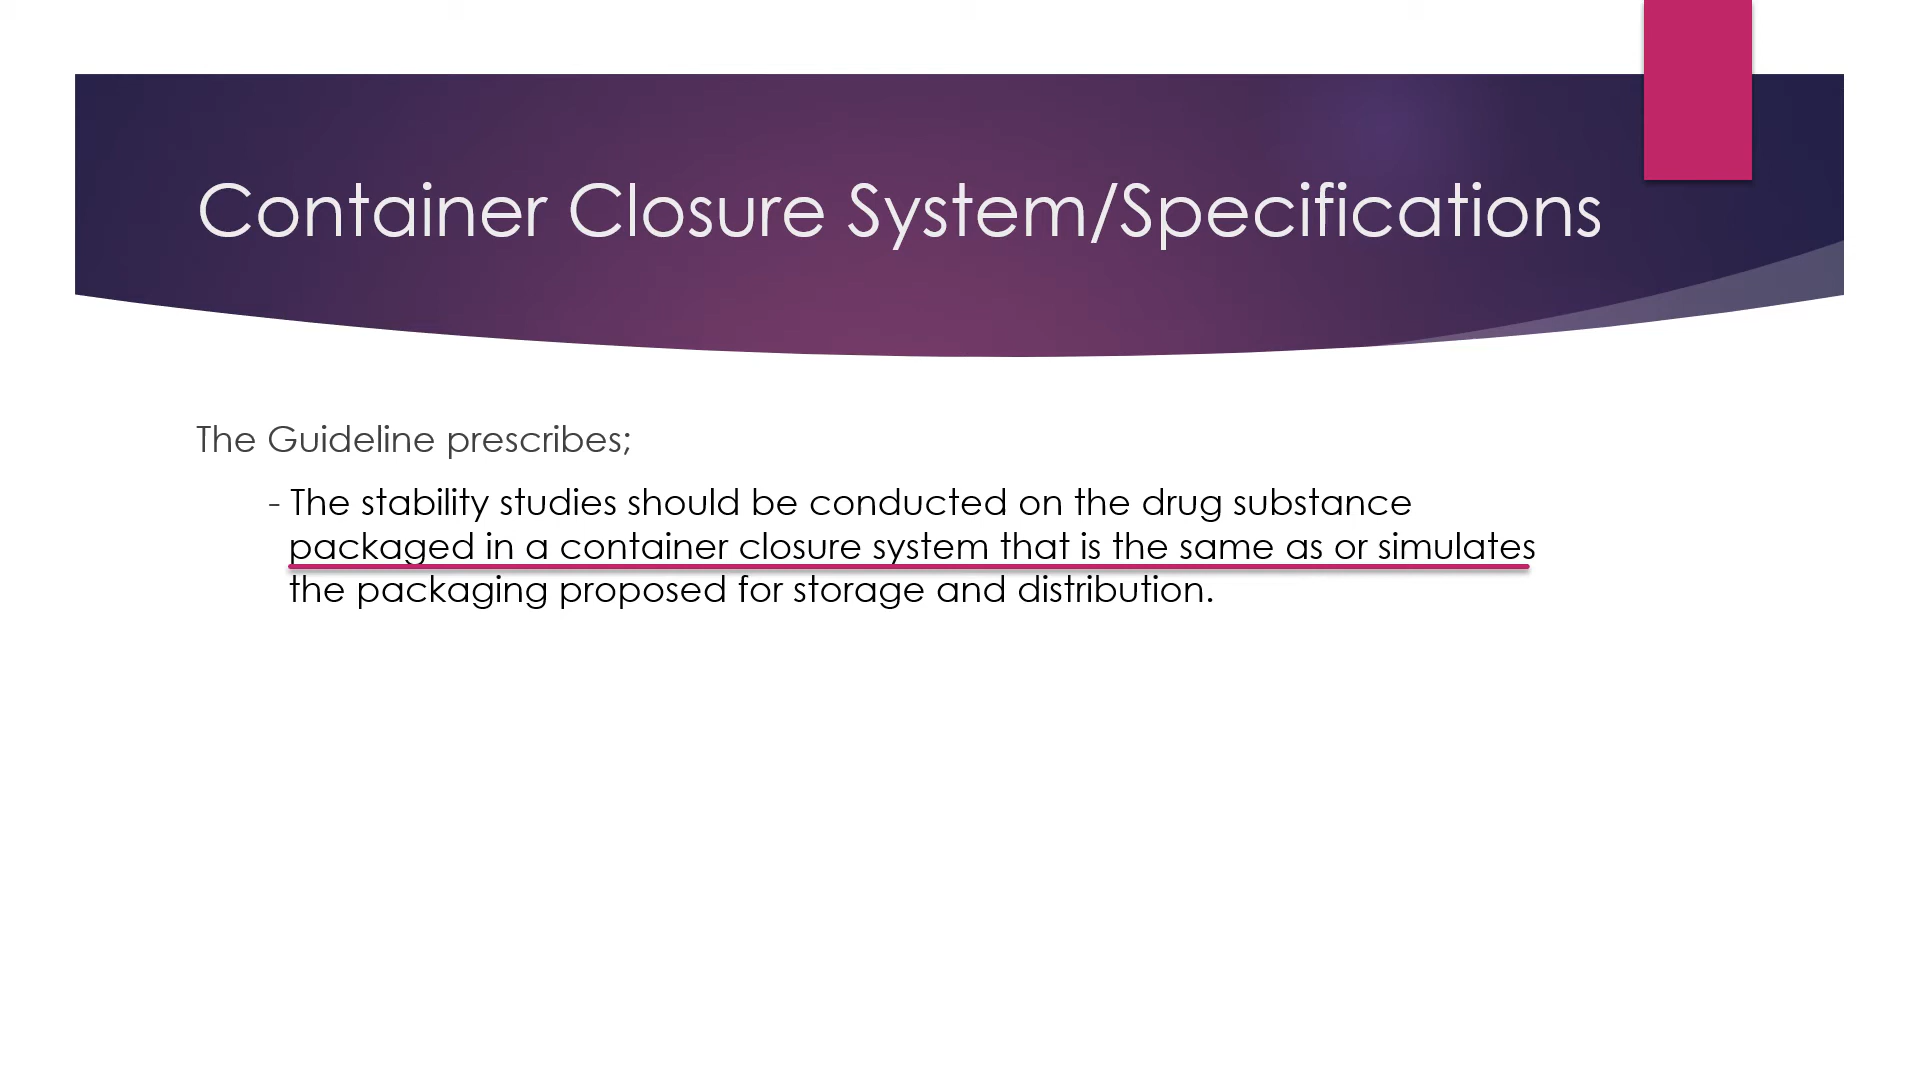 Container Closure System/Specifications
The Guideline prescribes;
- The stability studies should be conducted on the drug substance
packaged in a container closure system that is the same as or simulates
the packaging proposed for storage and distribution.